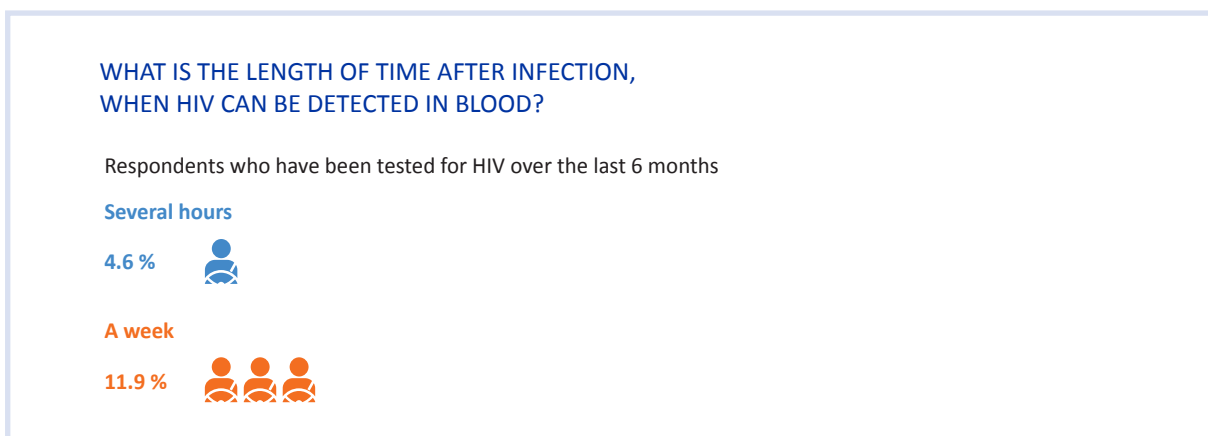 WHAT IS THE LENGTH OF TIME AFTER INFECTION,
WHEN HIV CAN BE DETECTED IN BLOOD?
Respondents who have been tested for HIV over the last 6 months
Several hours
4.6 %
A week
11.9 %